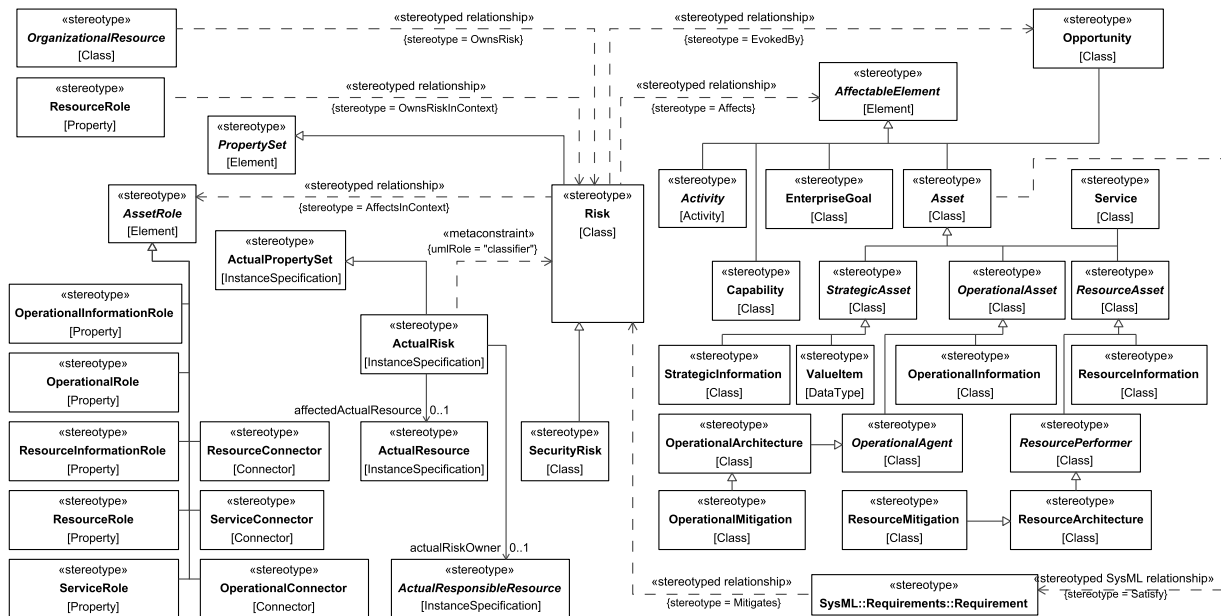 «stereotype»
OrganizationalResource
[Class]
«stereotyped relationship»
{stereotype = OwnsRisk}
«stereotyped relationship»
{stereotype = EvokedBy}
«stereotype»
Opportunity
[Class]
«stereotype»
ResourceRole
[Property]
«stereotyped relationship»
{stereotype = OwnsRiskInContext}
«stereotyped relationship»
{stereotype = Affects}
«stereotype»
AffectableElement
[Element]
«stereotype»
PropertySet
[Element]
«stereotype»
AssetRole
[Element]
«stereotyped relationship»
{stereotype = AffectsInContext}
«stereotype»
Risk
[Class]
«stereotype»
Activity
[Activity]
«stereotype»
EnterpriseGoal
[Class]
«stereotype»
Asset
[Class]
«stereotype»
Service
[Class]
«stereotype»
ActualPropertySet
[InstanceSpecification]
«metaconstraint»
{umlRole = "classifier"}
«stereotype»
Capability
[Class]
«stereotype»
StrategicAsset
[Class]
«stereotype»
OperationalAsset
[Class]
«stereotype»
ResourceAsset
[Class]
«stereotype»
OperationalInformationRole
[Property]
«stereotype»
ActualRisk
[InstanceSpecification]
«stereotype»
StrategicInformation
[Class]
«stereotype»
ValueItem
[DataType]
«stereotype»
OperationalInformation
[Class]
«stereotype»
ResourceInformation
[Class]
«stereotype»
OperationalRole
[Property]
affectedActualResource
0..1
«stereotype»
ResourceInformationRole
[Property]
«stereotype»
ResourceConnector
[Connector]
«stereotype»
ActualResource
[InstanceSpecification]
«stereotype»
SecurityRisk
[Class]
«stereotype»
OperationalArchitecture
[Class]
«stereotype»
OperationalAgent
[Class]
«stereotype»
ResourcePerformer
[Class]
«stereotype»
ResourceRole
[Property]
«stereotype»
ServiceConnector
[Connector]
«stereotype»
OperationalMitigation
[Class]
«stereotype»
ResourceMitigation
[Class]
«stereotype»
ResourceArchitecture
[Class]
actualRiskOwner
0..1
«stereotype»
ServiceRole
[Property]
«stereotype»
OperationalConnector
[Connector]
«stereotype»
ActualResponsibleResource
[InstanceSpecification]
«stereotyped relationship»
{stereotype = Mitigates}
«stereotype»
SysML::Requirements::Requirement
«stereotyped SysML relationship»
{stereotype = Satisfy}